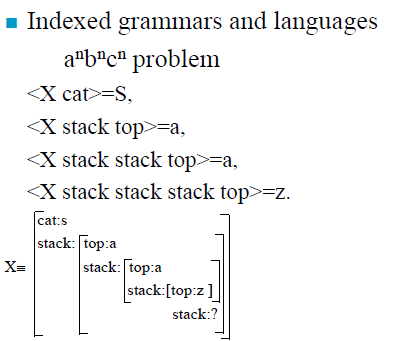 Indexed grammars and languages
aⁿbⁿcⁿ problem
<X cat>=S,
<X stack top>=a,
<X stack stack top>=a,
<X stack stack stack top>=z.
cat:s
stack: top:a
X≡ stack: top:a
stack:[top:z ]
stack:?